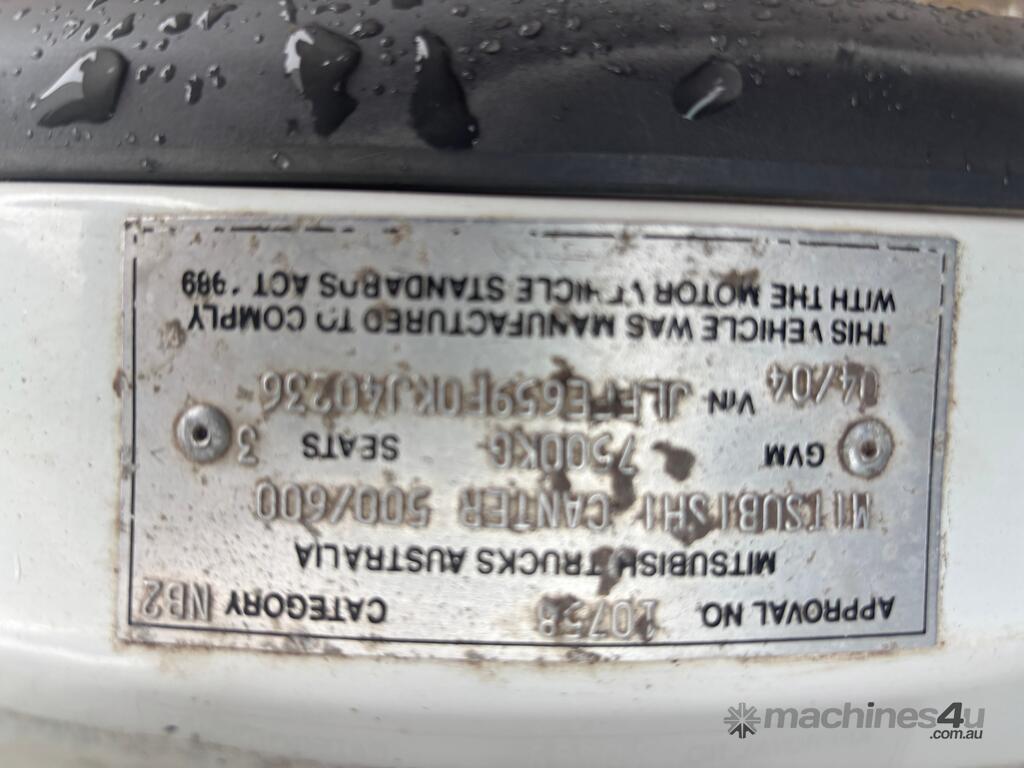 APPROVAL NO. 10758 CATEGORY NB2
MITSUBISHI TRUCKS AUSTRALIA
MITSUBISHI CANTER 500/600
GVM 7500KG SEATS 3
04/04 VIN JLFFE659F0KJ40236
THIS VEHICLE WAS MANUFACTURED TO COMPLY
WITH THE MOTOR VEHICLE STANDARDS ACT 1989
machines4u
.com.au